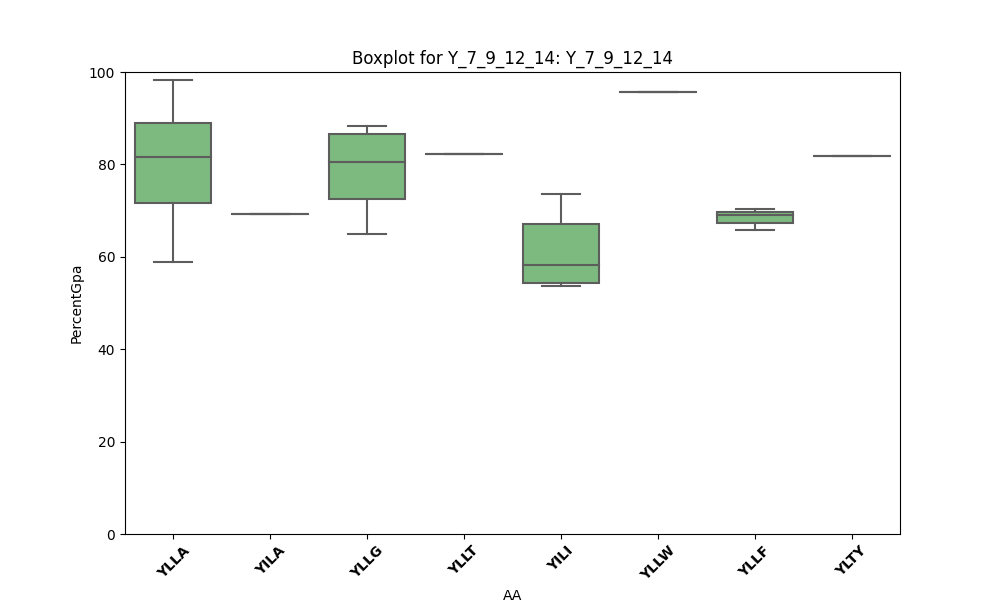 Boxplot for Y_7_9_12_14: Y_7_9_12_14
100
80
60
40
20
0
PercentGpa
YLLA YILA YLLG YLLT YILI YLLW YLLF YLTY
AA